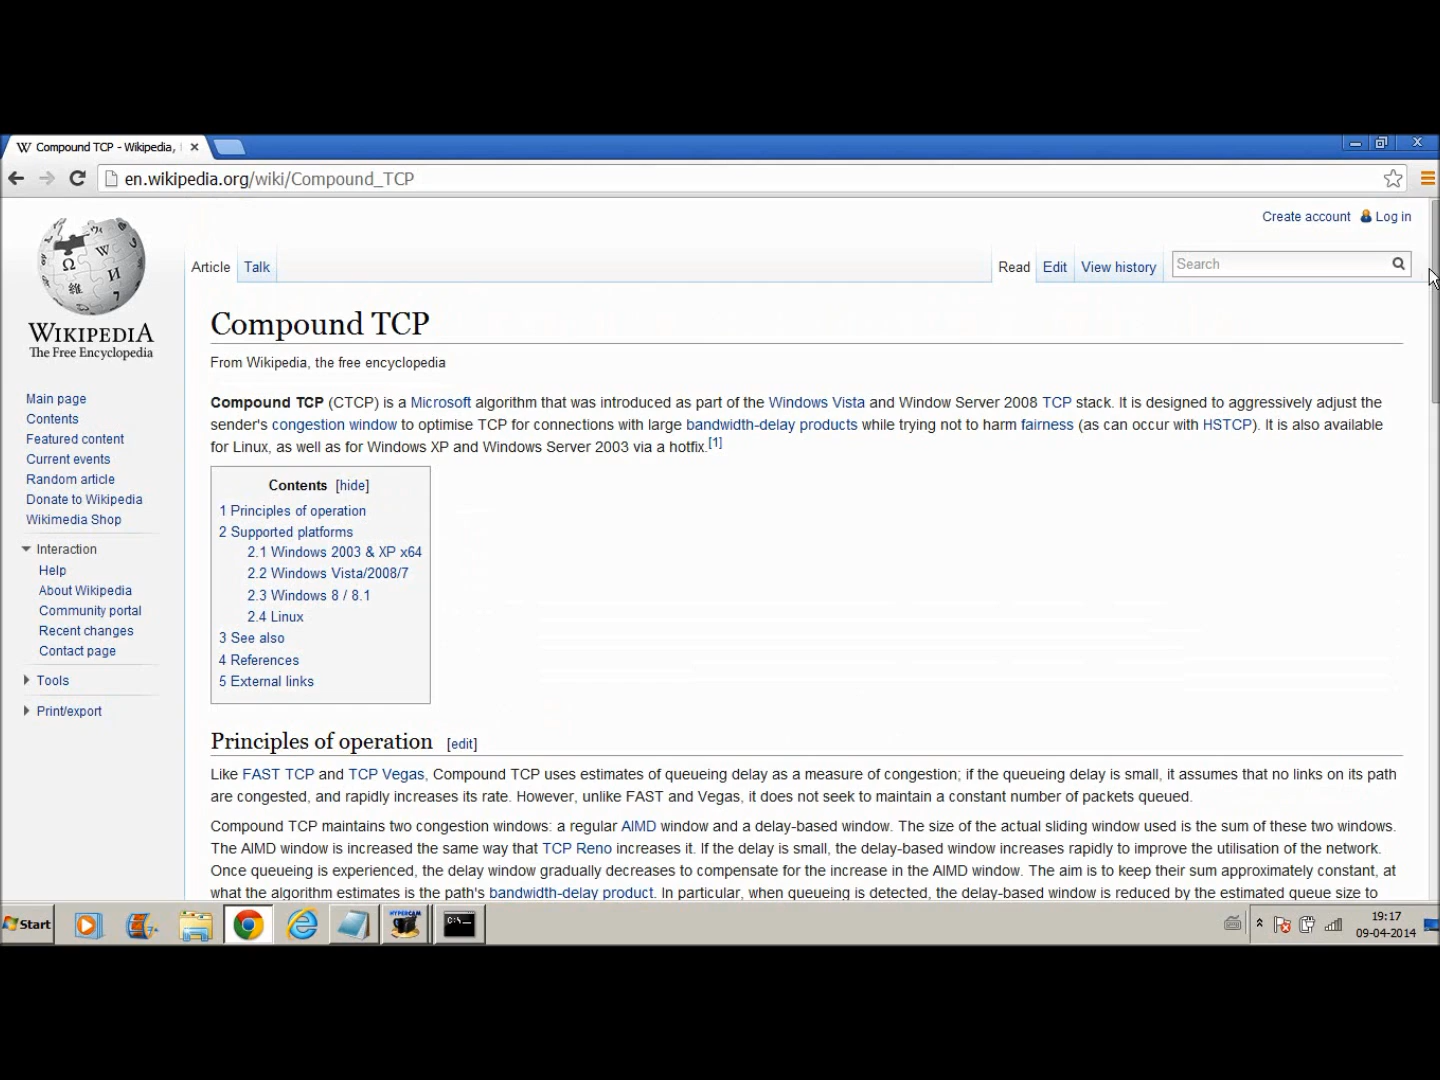 Compound TCP - Wikipedia,
en.wikipedia.org/wiki/Compound_TCP
Create account Log in
Article Talk Read Edit View history Search
WIKIPEDIA
The Free Encyclopedia
Main page
Contents
Featured content
Current events
Random article
Donate to Wikipedia
Wikimedia Shop
Interaction
Help
About Wikipedia
Community portal
Recent changes
Contact page
Tools
Print/export
Compound TCP
From Wikipedia, the free encyclopedia
Compound TCP (CTCP) is a Microsoft algorithm that was introduced as part of the Windows Vista and Window Server 2008 TCP stack. It is designed to aggressively adjust the
sender's congestion window to optimise TCP for connections with large bandwidth-delay products while trying not to harm fairness (as can occur with HSTCP). It is also available
for Linux, as well as for Windows XP and Windows Server 2003 via a hotfix.[1]
Contents [hide]
1 Principles of operation
2 Supported platforms
2.1 Windows 2003 & XP x64
2.2 Windows Vista/2008/7
2.3 Windows 8 / 8.1
2.4 Linux
3 See also
4 References
5 External links
Principles of operation [edit]
Like FAST TCP and TCP Vegas, Compound TCP uses estimates of queueing delay as a measure of congestion; if the queueing delay is small, it assumes that no links on its path
are congested, and rapidly increases its rate. However, unlike FAST and Vegas, it does not seek to maintain a constant number of packets queued.
Compound TCP maintains two congestion windows: a regular AIMD window and a delay-based window. The size of the actual sliding window used is the sum of these two windows.
The AIMD window is increased the same way that TCP Reno increases it. If the delay is small, the delay-based window increases rapidly to improve the utilisation of the network.
Once queueing is experienced, the delay window gradually decreases to compensate for the increase in the AIMD window. The aim is to keep their sum approximately constant, at
what the algorithm estimates is the path's bandwidth-delay product. In particular, when queueing is detected, the delay-based window is reduced by the estimated queue size to
Start
HYPERCAM
C:\
19:17
09-04-2014